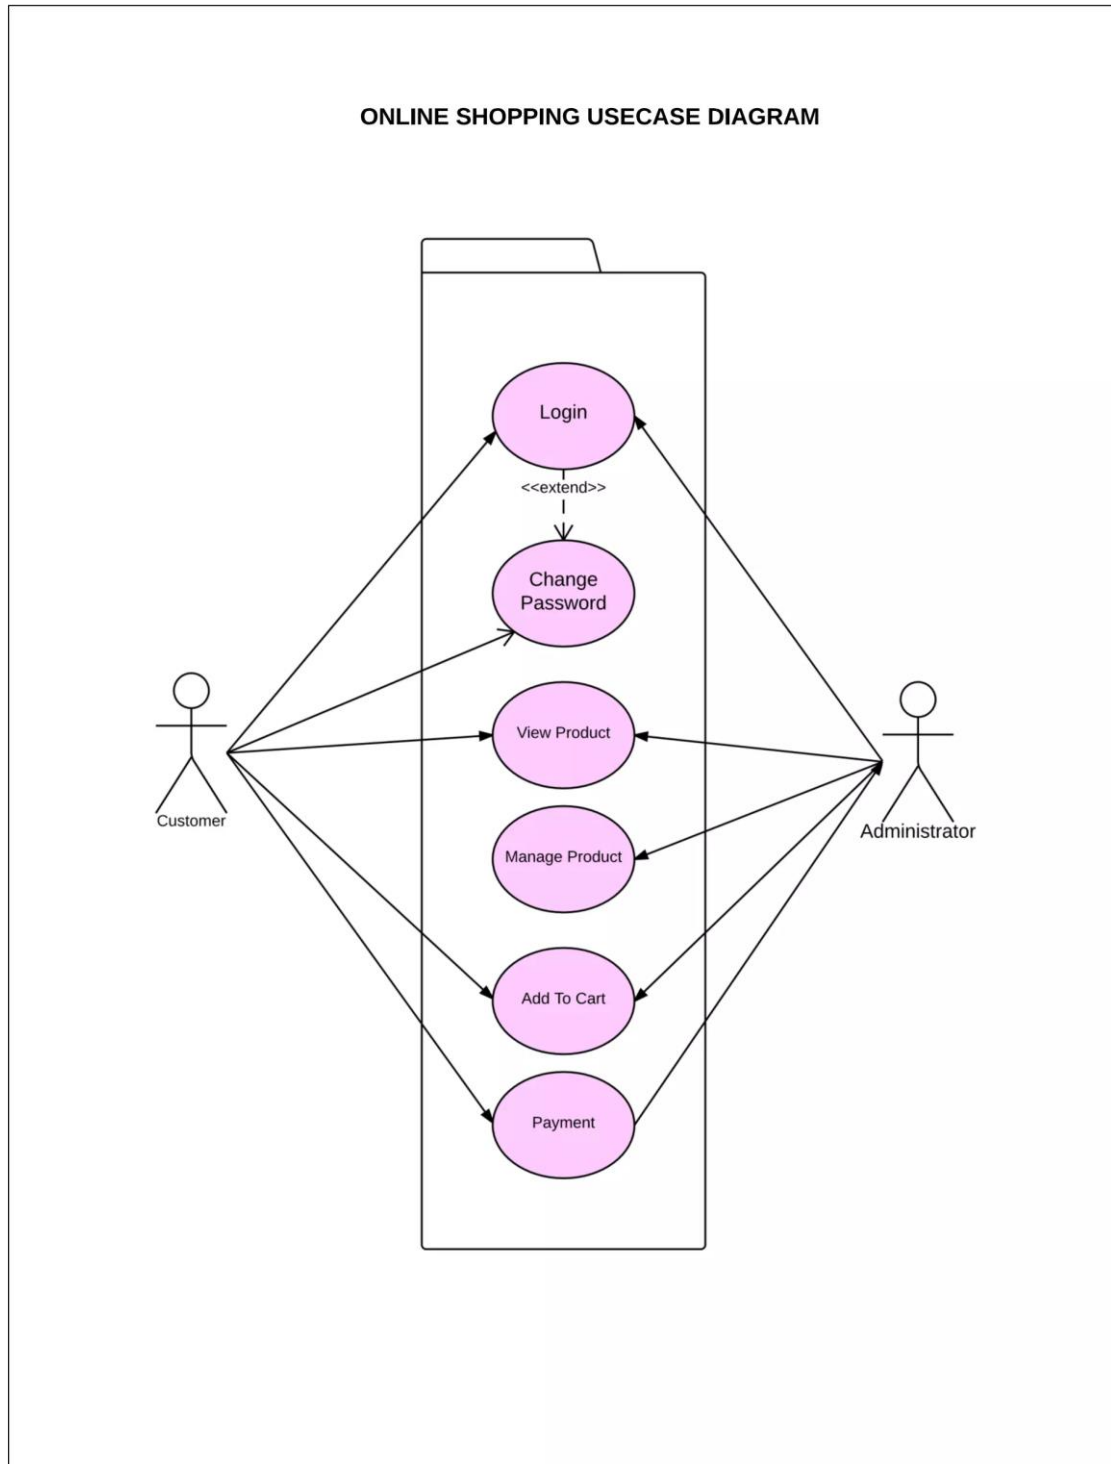 ONLINE SHOPPING USECASE DIAGRAM
Login
<<extend>>
Change
Password
View Product
Manage Product
Add To Cart
Payment
Customer
Administrator